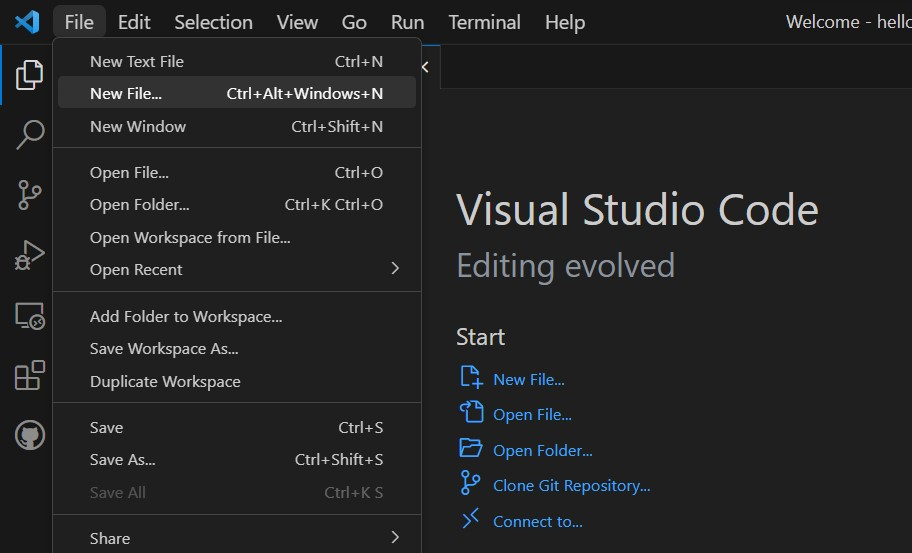 File Edit Selection View Go Run Terminal Help Welcome - hello
New Text File Ctrl+N
New File... Ctrl+Alt+Windows+N
New Window Ctrl+Shift+N
Open File... Ctrl+O
Open Folder... Ctrl+K Ctrl+O
Open Workspace from File...
Open Recent
Add Folder to Workspace...
Save Workspace As...
Duplicate Workspace
Save Ctrl+S
Save As... Ctrl+Shift+S
Save All Ctrl+K S
Share
Visual Studio Code
Editing evolved
Start
New File...
Open File...
Open Folder...
Clone Git Repository...
Connect to...